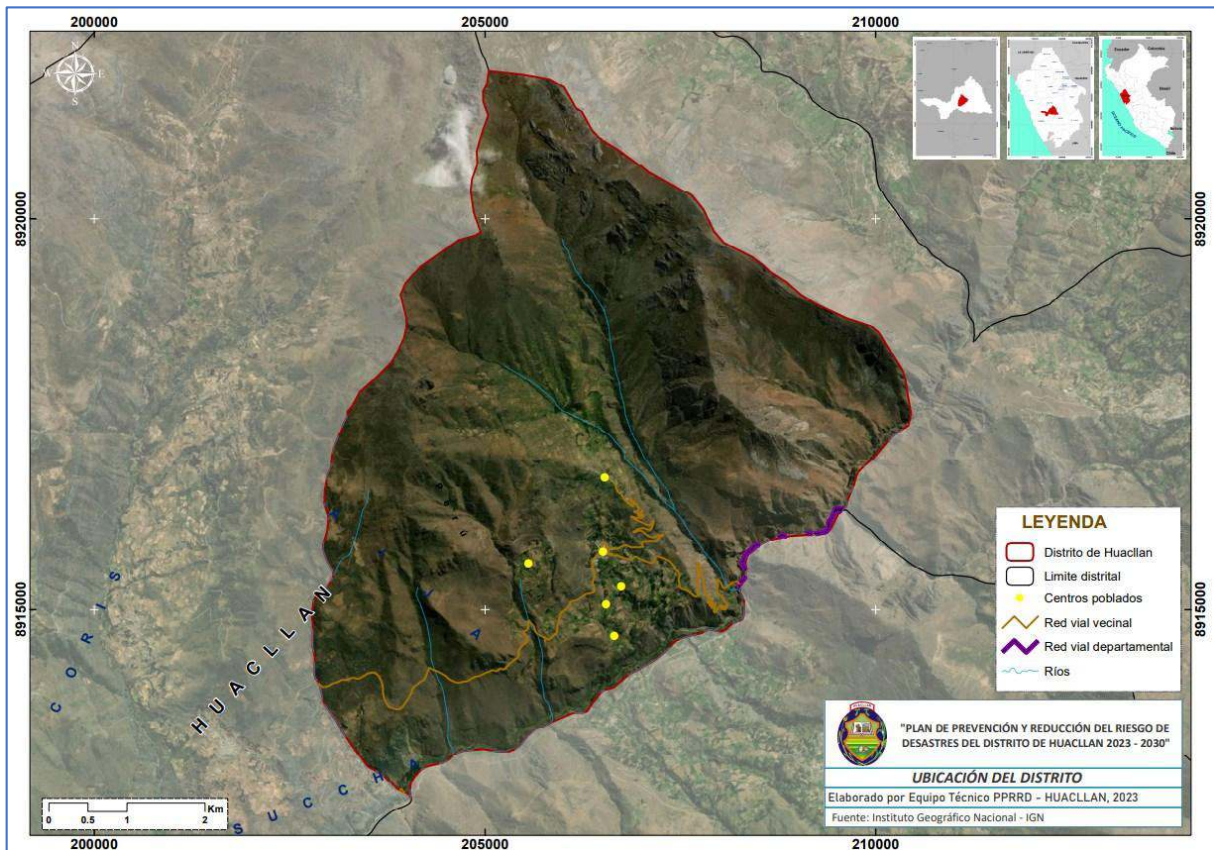 200000
205000
210000
8920000
8920000
8915000
8915000
N
S
E
CORIS
HUACLLAN
SUCCHA
LEYENDA
Distrito de Huacllan
Limite distrital
Centros poblados
Red vial vecinal
Red vial departamental
Ríos
"PLAN DE PREVENCIÓN Y REDUCCIÓN DEL RIESGO DE
DESASTRES DEL DISTRITO DE HUACLLAN 2023 - 2030"
UBICACIÓN DEL DISTRITO
Elaborado por Equipo Técnico PPRRD – HUACLLAN, 2023
Fuente: Instituto Geográfico Nacional - IGN
Km
0 0.5 1 2
200000
205000
210000